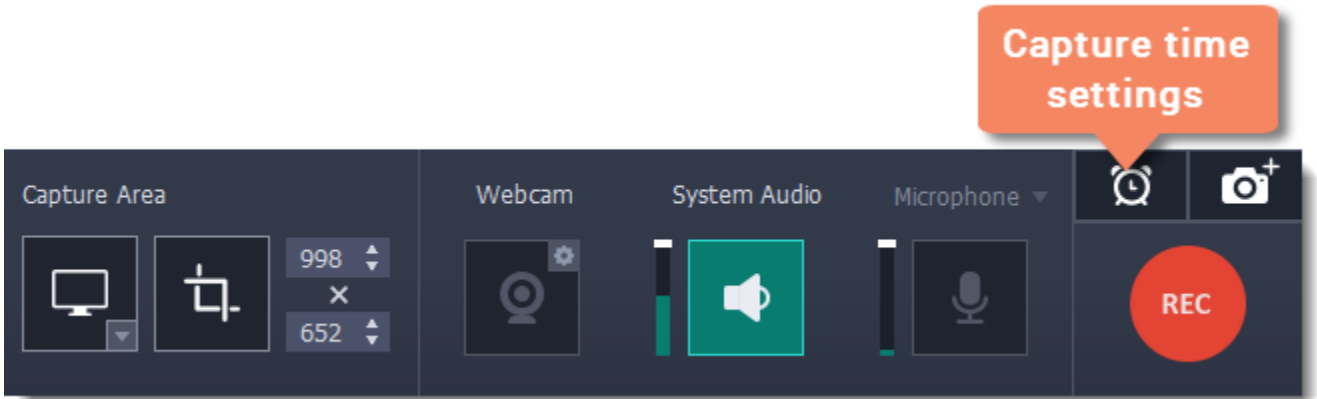 Capture time
settings
Capture Area
Webcam
System Audio
Microphone
998
×
652
REC